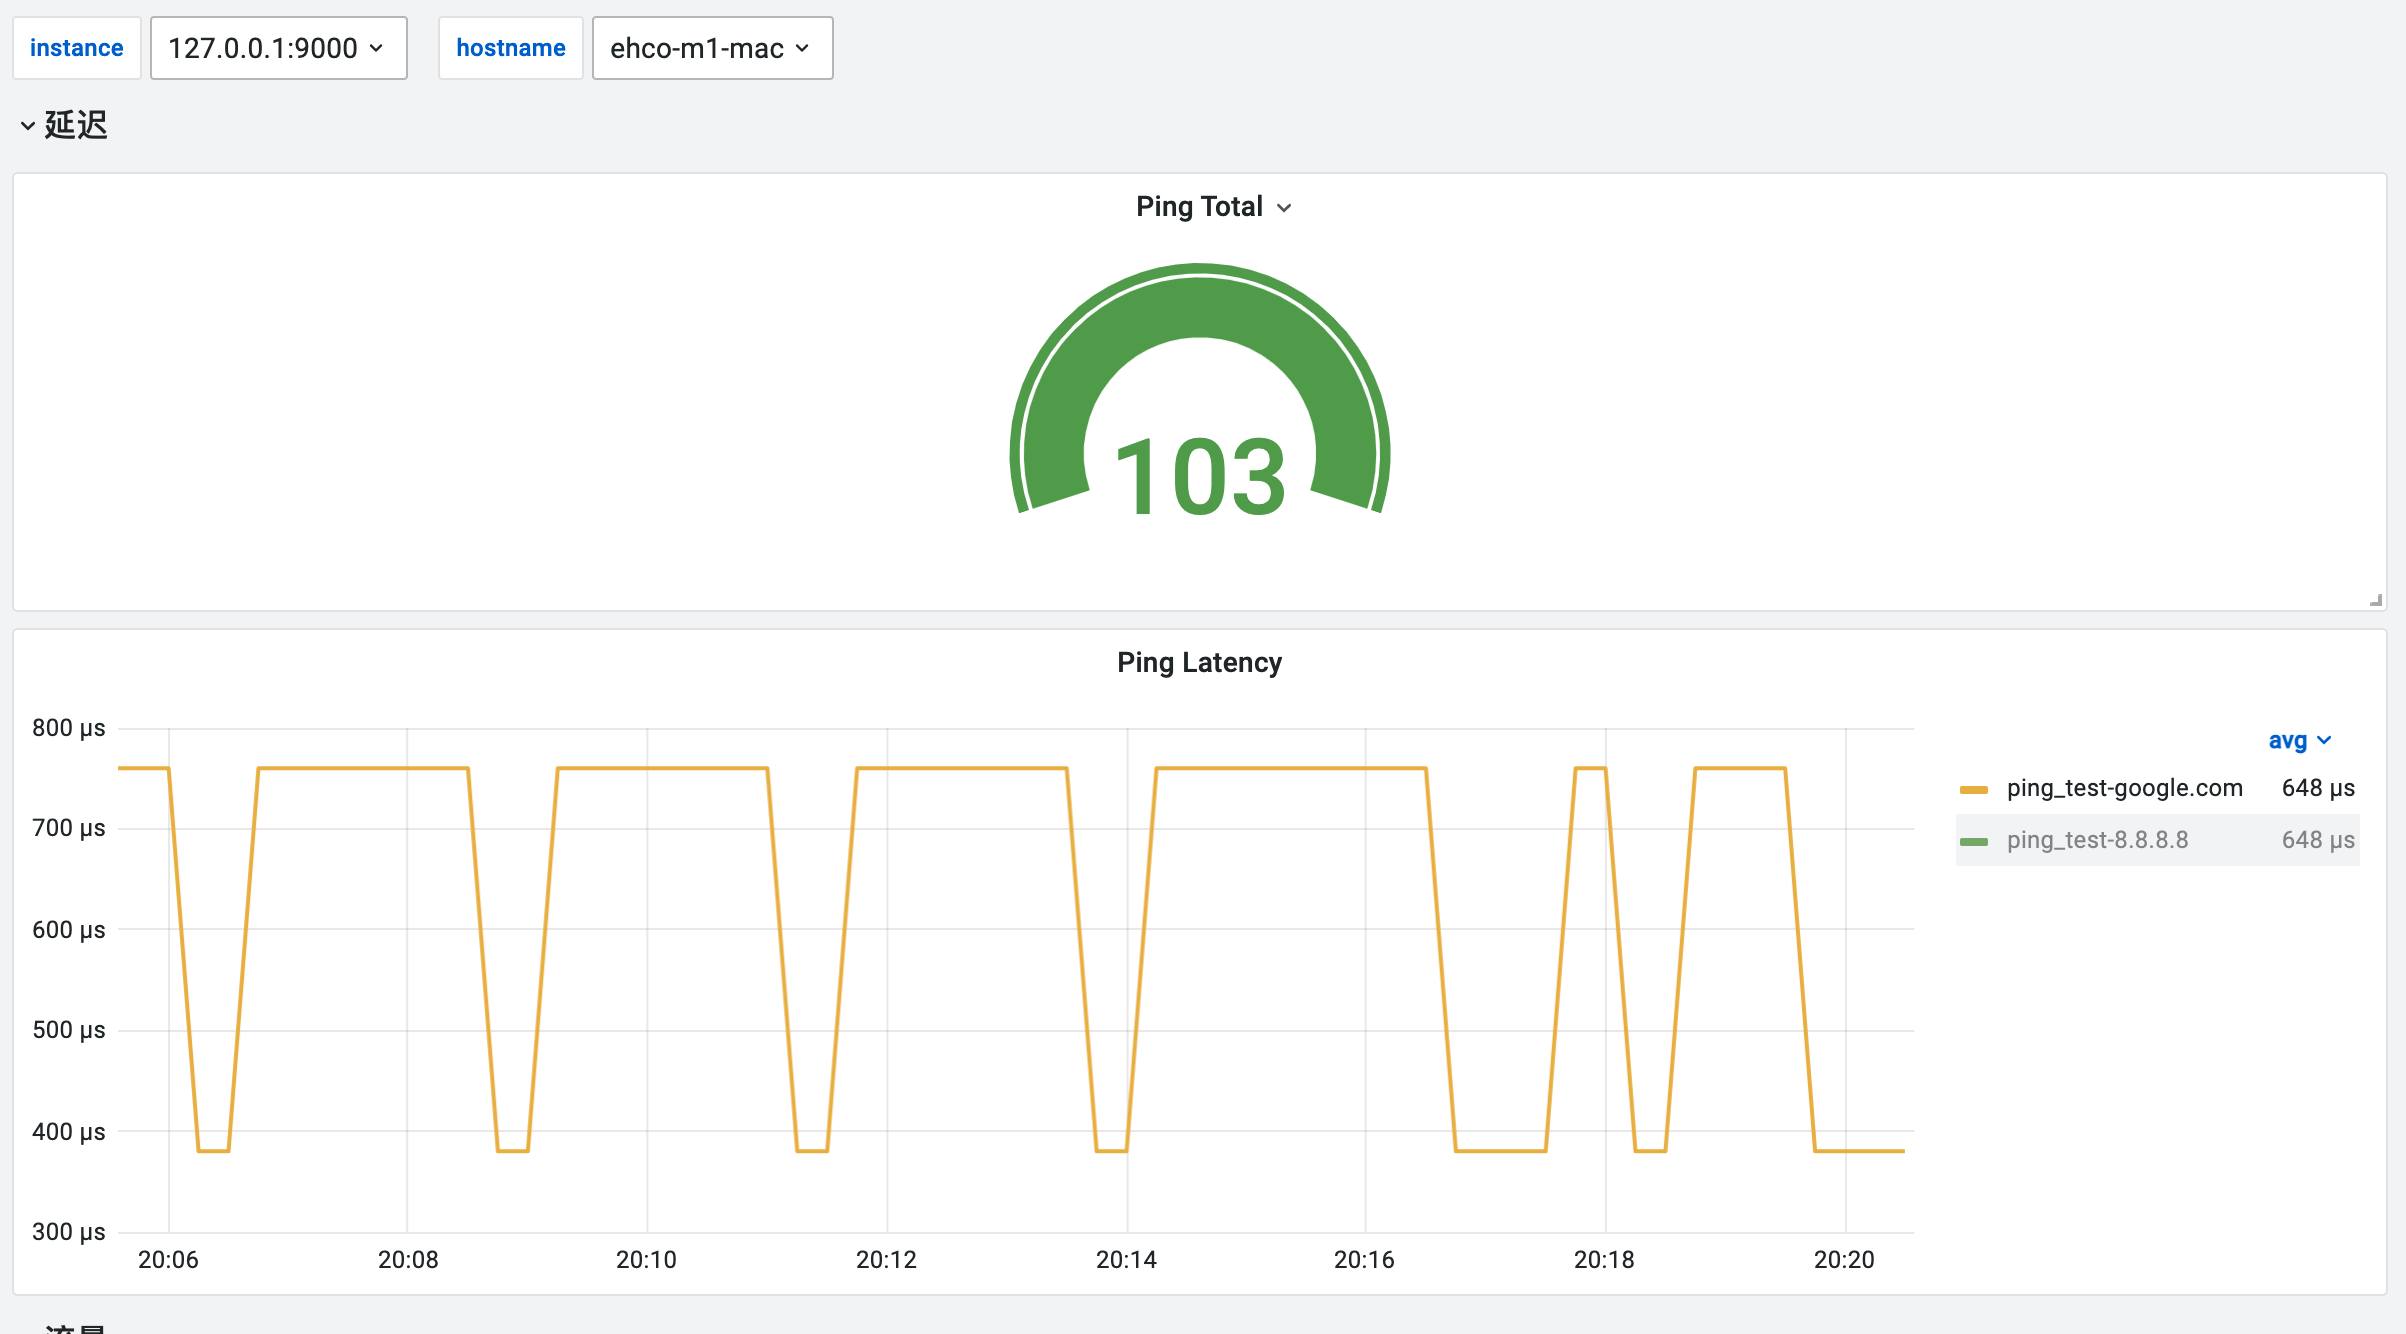 instance 127.0.0.1:9000 hostname ehco-m1-mac
延迟
Ping Total
103
Ping Latency
800 µs
700 µs
600 µs
500 µs
400 µs
300 µs
20:06 20:08 20:10 20:12 20:14 20:16 20:18 20:20
avg
ping_test-google.com 648 µs
ping_test-8.8.8.8 648 µs